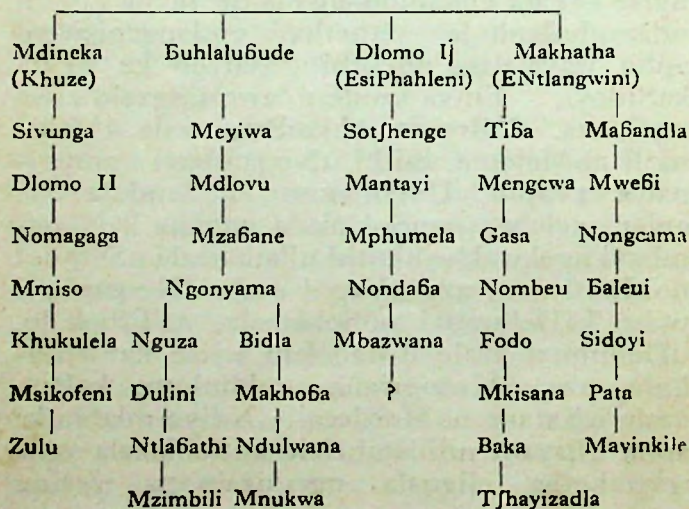 Mdincka ɓuhlaluɓude Dlomo Ij Makhatha
(Khuze) (EsiPhahleni) (ENtlangwini)
Sivunga Meyiwa Sotʃhenge Tiɓa Maɓandla
Dlomo II Mdlovu Mantayi Mengcwa Mweɓi
Nomagaga Mzaɓane Mphumela Gasa Nongcama
Mmiso Ngonyama Nondaɓa Nombeu ɓaleni
Khukulela Nguza Bidla Mbazwana Fodo Sidoyi
Msikofeni Dulini Makhoɓa ? Mkisana Pata
Zulu Ntlaɓathi Ndulwana Baka Mavinkile
Mzimbili Mnukwa Tʃhayizadla